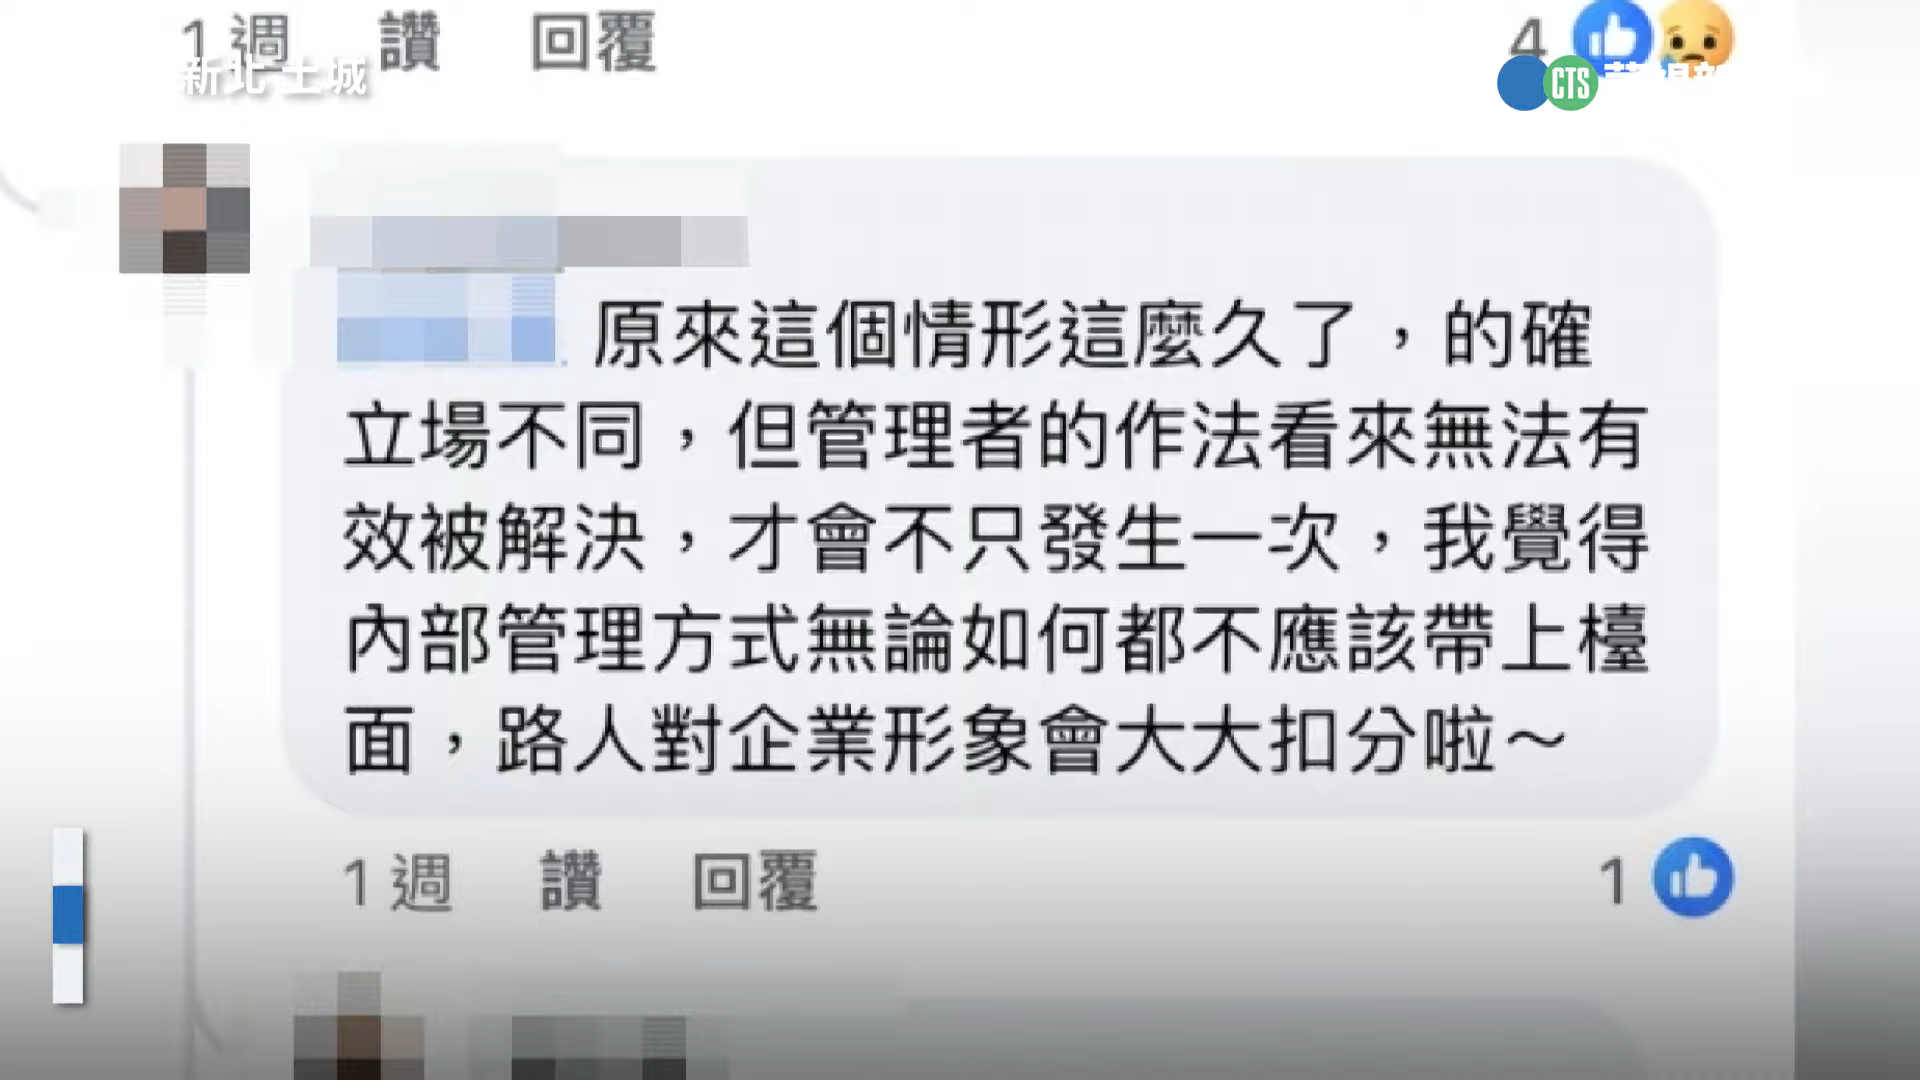 1 週 讚 回覆 4
新北 土城
CTS 華視新
原來這個情形這麼久了，的確
立場不同，但管理者的作法看來無法有
效被解決，才會不只發生一次，我覺得
內部管理方式無論如何都不應該帶上檯
面，路人對企業形象會大大扣分啦～
1 週 讚 回覆 1